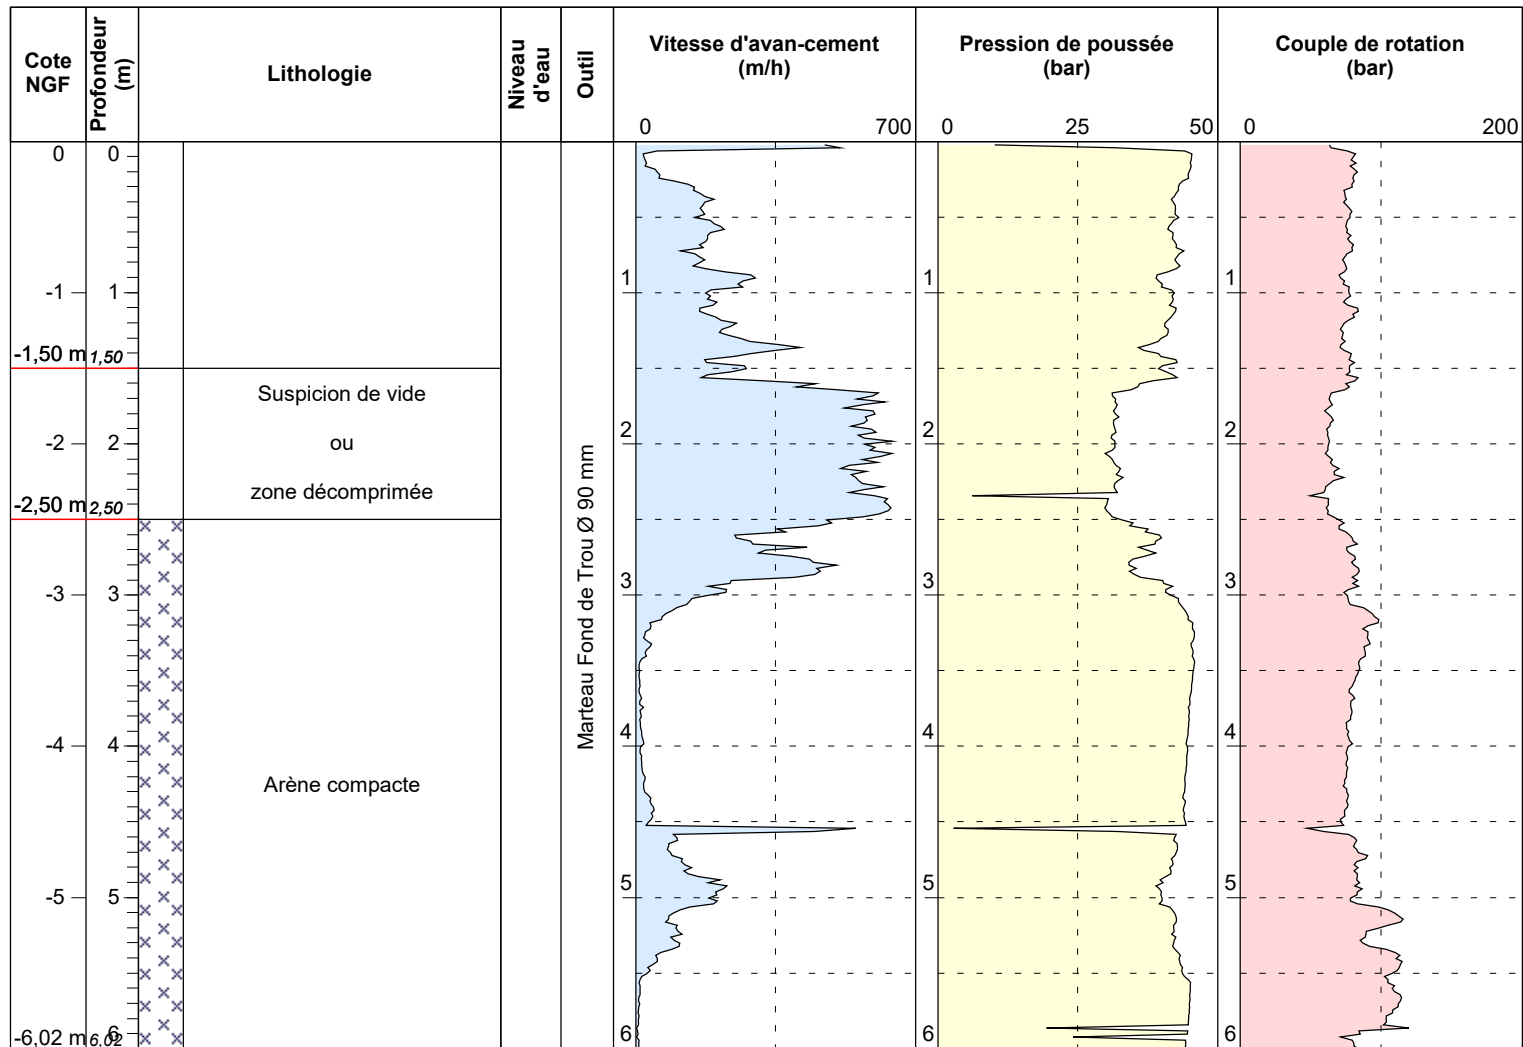 Cote
NGF
Profondeur
(m)
Lithologie
Niveau
d'eau
Outil
Vitesse d'avan-cement
(m/h)
0 700
Pression de poussée
(bar)
0 25 50
Couple de rotation
(bar)
0 200
0 0
-1 1 1 1 1
-1,50 m 1,50
Suspicion de vide
ou
-2 2 2 2 2
zone décomprimée
-2,50 m 2,50
Marteau Fond de Trou Ø 90 mm
-3 3 3 3 3
-4 4 4 4 4
Arène compacte
-5 5 5 5 5
-6,02 m 6,02 6 6 6 6